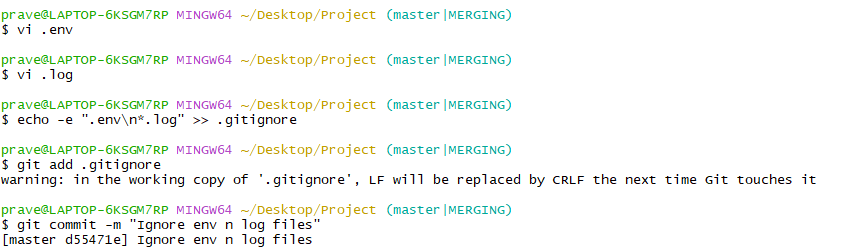 prave@LAPTOP-6KSGM7RP MINGW64 ~/Desktop/Project (master|MERGING)
$ vi .env
prave@LAPTOP-6KSGM7RP MINGW64 ~/Desktop/Project (master|MERGING)
$ vi .log
prave@LAPTOP-6KSGM7RP MINGW64 ~/Desktop/Project (master|MERGING)
$ echo -e ".env\n*.log" >> .gitignore
prave@LAPTOP-6KSGM7RP MINGW64 ~/Desktop/Project (master|MERGING)
$ git add .gitignore
warning: in the working copy of '.gitignore', LF will be replaced by CRLF the next time Git touches it
prave@LAPTOP-6KSGM7RP MINGW64 ~/Desktop/Project (master|MERGING)
$ git commit -m "Ignore env n log files"
[master d55471e] Ignore env n log files